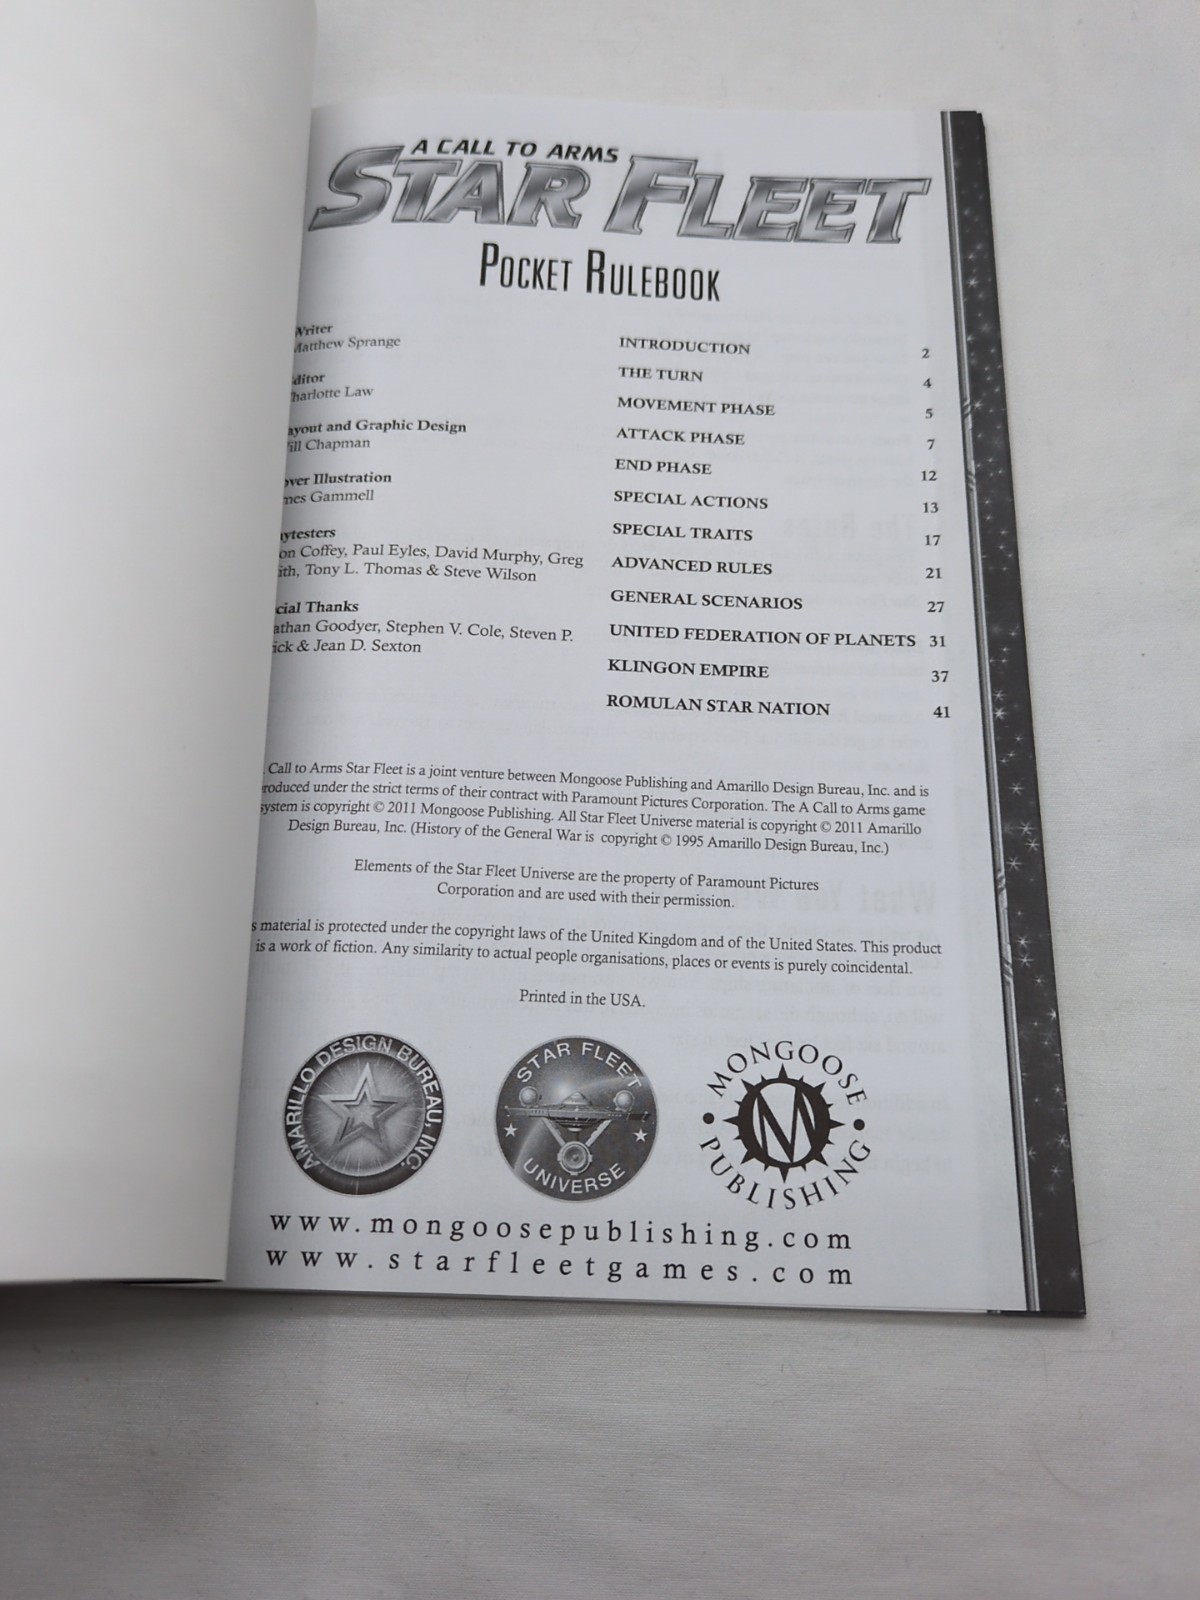 A CALL TO ARMS
STAR FLEET
POCKET RULEBOOK
Writer
Matthew Sprange
ditor
harlotte Law
ayout and Graphic Design
ill Chapman
over Illustration
mes Gammell
aytesters
on Coffey, Paul Eyles, David Murphy, Greg
ith, Tony L. Thomas & Steve Wilson
cial Thanks
athan Goodyer, Stephen V. Cole, Steven P.
ick & Jean D. Sexton
INTRODUCTION 2
THE TURN 4
MOVEMENT PHASE 5
ATTACK PHASE 7
END PHASE 12
SPECIAL ACTIONS 13
SPECIAL TRAITS 17
ADVANCED RULES 21
GENERAL SCENARIOS 27
UNITED FEDERATION OF PLANETS 31
KLINGON EMPIRE 37
ROMULAN STAR NATION 41
Call to Arms Star Fleet is a joint venture between Mongoose Publishing and Amarillo Design Bureau, Inc. and is
roduced under the strict terms of their contract with Paramount Pictures Corporation. The A Call to Arms game
system is copyright © 2011 Mongoose Publishing. All Star Fleet Universe material is copyright © 2011 Amarillo
Design Bureau, Inc. (History of the General War is copyright © 1995 Amarillo Design Bureau, Inc.)
Elements of the Star Fleet Universe are the property of Paramount Pictures
Corporation and are used with their permission.
s material is protected under the copyright laws of the United Kingdom and of the United States. This product
is a work of fiction. Any similarity to actual people organisations, places or events is purely coincidental.
Printed in the USA.
AMARILLO DESIGN BUREAU, INC.
STAR FLEET UNIVERSE
MONGOOSE PUBLISHING
M
www.mongoosepublishing.com
www.starfleetgames.com